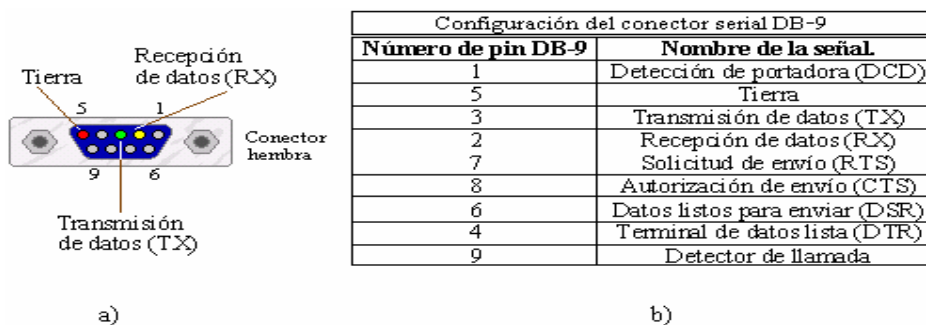 Recepción
de datos (RX)
Tierra
5 1
Conector
hembra
9 6
Transmisión
de datos (TX)
a)
Configuración del conector serial DB-9
Número de pin DB-9 Nombre de la señal.
1 Detección de portadora (DCD)
5 Tierra
3 Transmisión de datos (TX)
2 Recepción de datos (RX)
7 Solicitud de envío (RTS)
8 Autorización de envío (CTS)
6 Datos listos para enviar (DSR)
4 Terminal de datos lista (DTR)
9 Detector de llamada
b)